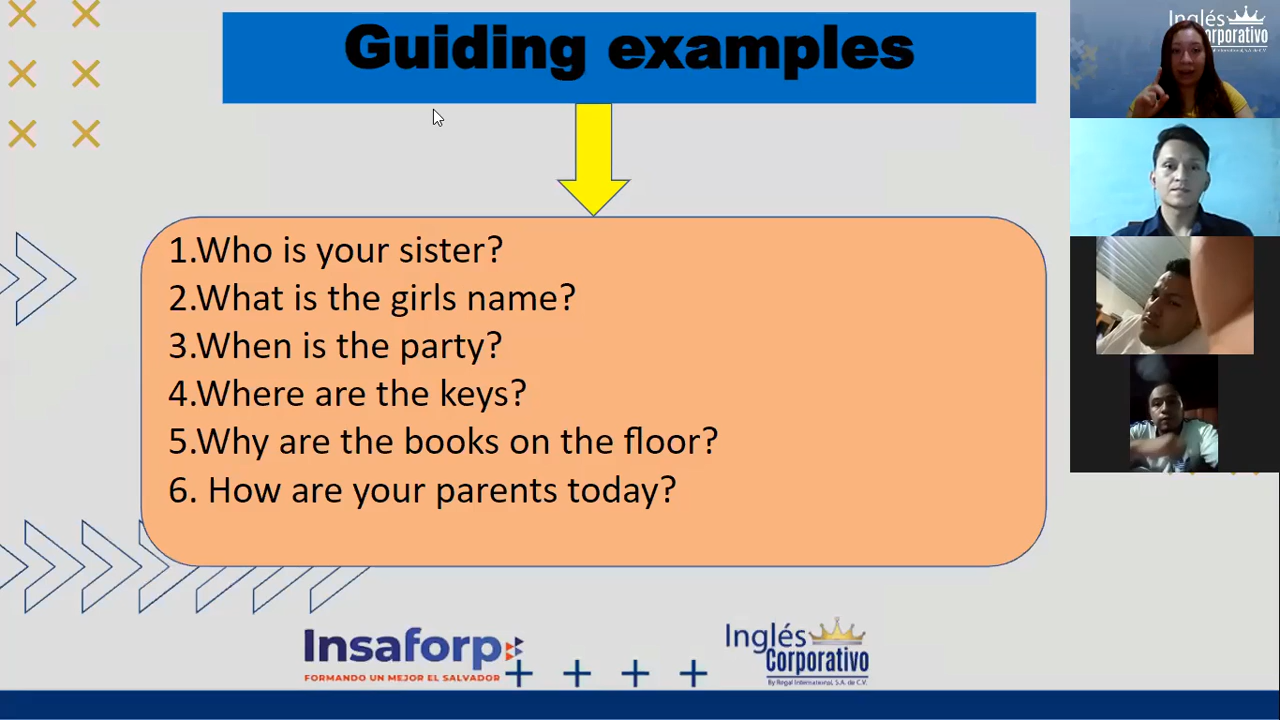 Guiding examples
1.Who is your sister?
2.What is the girls name?
3.When is the party?
4.Where are the keys?
5.Why are the books on the floor?
6. How are your parents today?
Insaforp
FORMANDO UN MEJOR EL SALVADOR
Inglés
Corporativo
By Regal International, S.A. de C.V.
Inglés
Corporativo